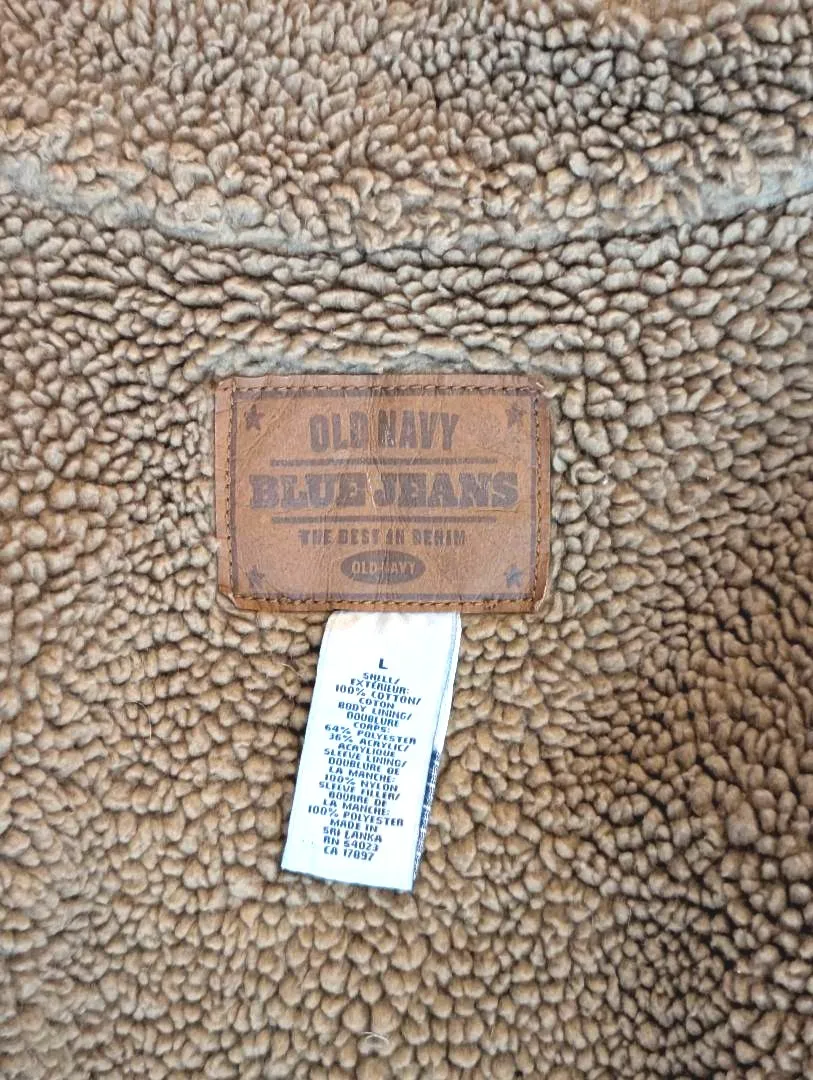 OLD NAVY
BLUE JEANS
THE BEST IN DENIM
OLD NAVY
L
SHELL/
EXTÉRIEUR:
100% COTTON/
COTON
BODY LINING/
DOUBLURE
CORPS:
64% POLYESTER
36% ACRYLIC/
ACRYLIQUE
SLEEVE LINING/
DOUBLURE DE
LA MANCHE:
100% NYLON
SLEEVE FILLER/
BOURRE DE
LA MANCHE:
100% POLYESTER
MADE IN
SRI LANKA
RN 54023
CA 17897